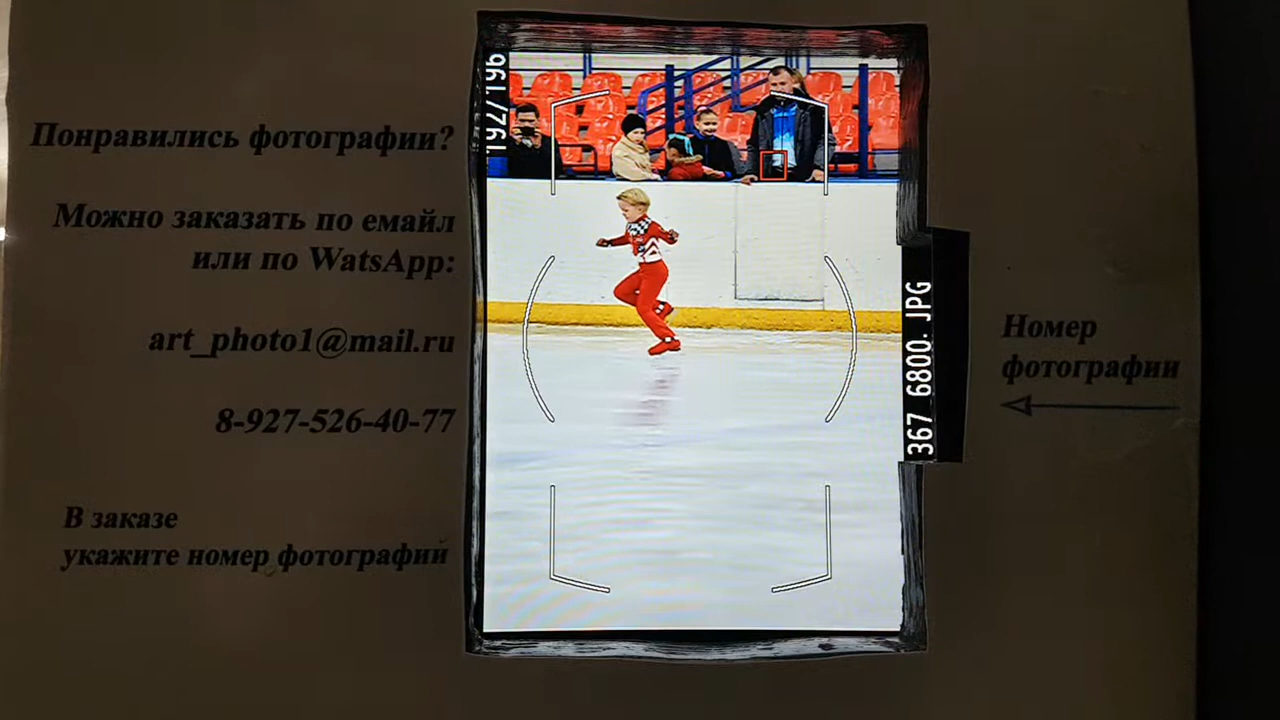 Понравились фотографии?
Можно заказать по емайл
или по WatsApp:
art_photo1@mail.ru
8-927-526-40-77
В заказе
укажите номер фотографий
192/196
367 6800.JPG
Номер
фотографии